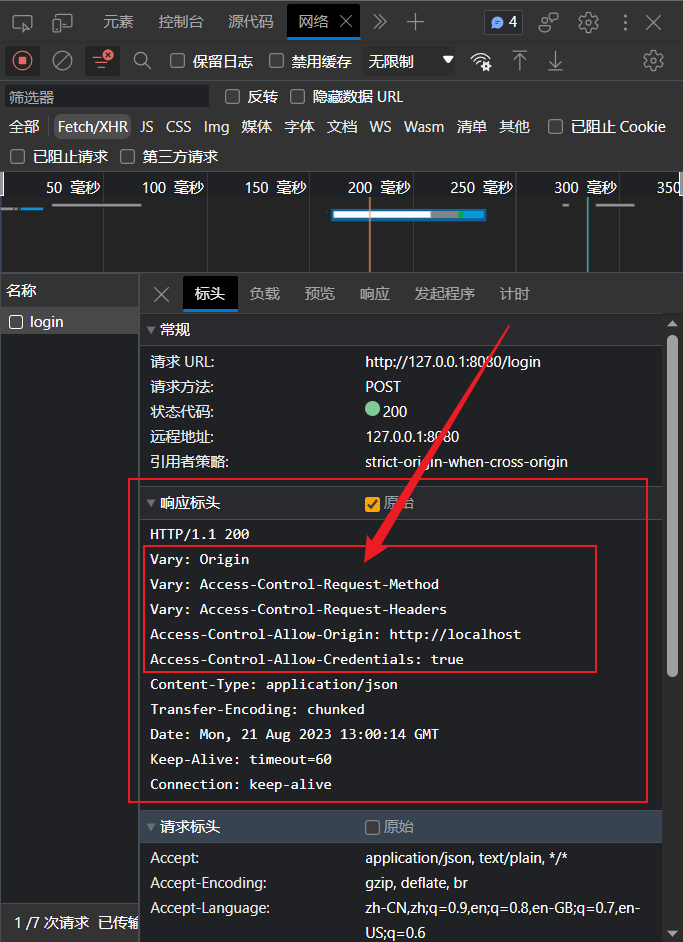 元素 控制台 源代码 网络 4
保留日志 禁用缓存 无限制
筛选器 反转 隐藏数据 URL
全部 Fetch/XHR JS CSS Img 媒体 字体 文档 WS Wasm 清单 其他 已阻止 Cookie
已阻止请求 第三方请求
50 毫秒 100 毫秒 150 毫秒 200 毫秒 250 毫秒 300 毫秒 350
名称 标头 负载 预览 响应 发起程序 计时
login
常规
请求 URL: http://127.0.0.1:8080/login
请求方法: POST
状态代码: 200
远程地址: 127.0.0.1:8080
引用者策略: strict-origin-when-cross-origin
响应标头 原始
HTTP/1.1 200
Vary: Origin
Vary: Access-Control-Request-Method
Vary: Access-Control-Request-Headers
Access-Control-Allow-Origin: http://localhost
Access-Control-Allow-Credentials: true
Content-Type: application/json
Transfer-Encoding: chunked
Date: Mon, 21 Aug 2023 13:00:14 GMT
Keep-Alive: timeout=60
Connection: keep-alive
请求标头 原始
Accept: application/json, text/plain, */*
Accept-Encoding: gzip, deflate, br
Accept-Language: zh-CN,zh;q=0.9,en;q=0.8,en-GB;q=0.7,en-
US;q=0.6
1 /7 次请求 已传输